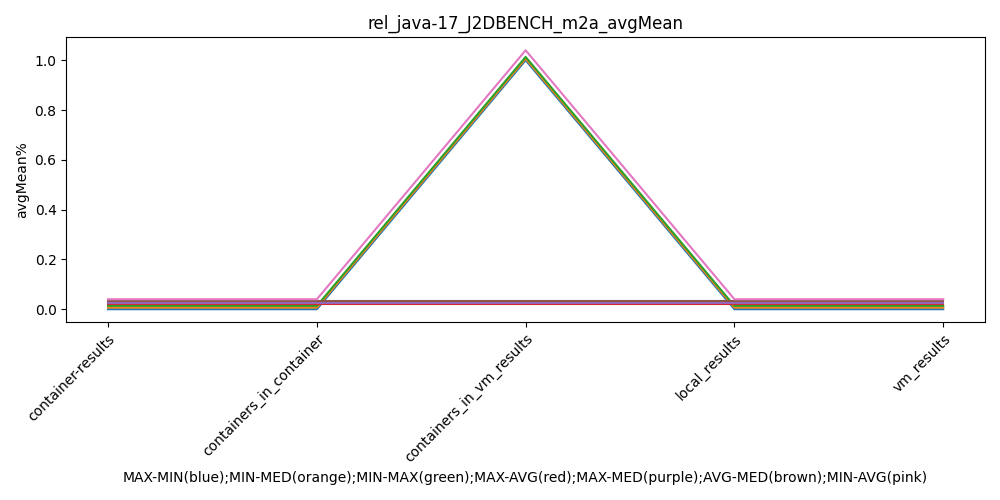 rel_java-17_J2DBENCH_m2a_avgMean
avgMean%
1.0
0.8
0.6
0.4
0.2
0.0
container-results
containers_in_container
containers_in_vm_results
local_results
vm_results
MAX-MIN(blue);MIN-MED(orange);MIN-MAX(green);MAX-AVG(red);MAX-MED(purple);AVG-MED(brown);MIN-AVG(pink)